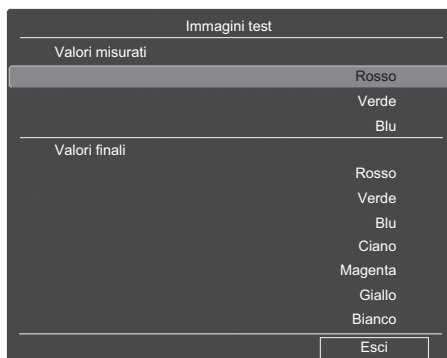 Immagini test
Valori misurati
Rosso
Verde
Blu
Valori finali
Rosso
Verde
Blu
Ciano
Magenta
Giallo
Bianco
Esci